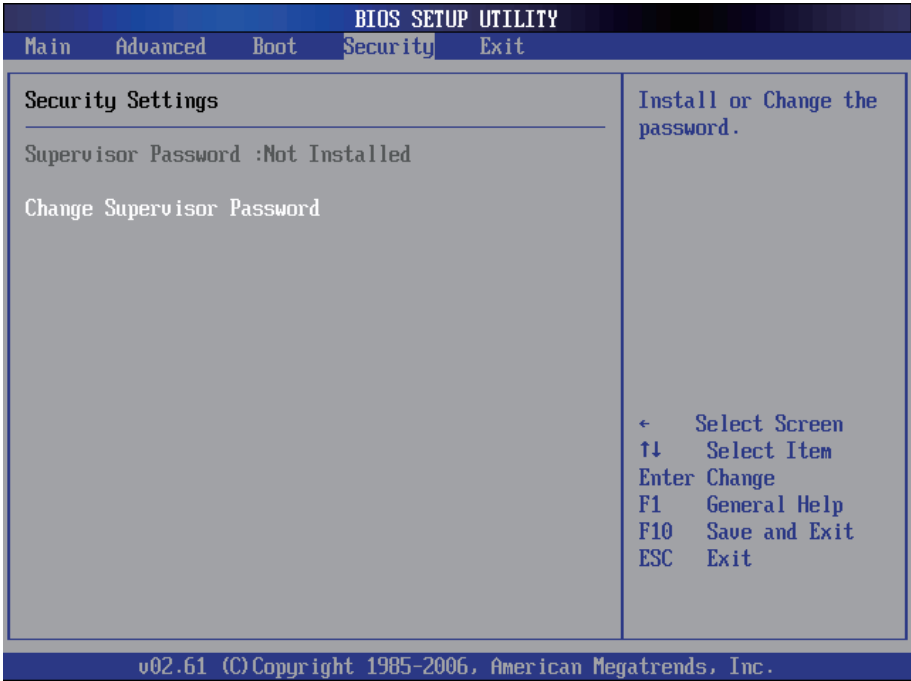 BIOS SETUP UTILITY
Main Advanced Boot Security Exit
Security Settings
Supervisor Password :Not Installed
Change Supervisor Password
Install or Change the
password.
← Select Screen
↑↓ Select Item
Enter Change
F1 General Help
F10 Save and Exit
ESC Exit
v02.61 (C)Copyright 1985-2006, American Megatrends, Inc.